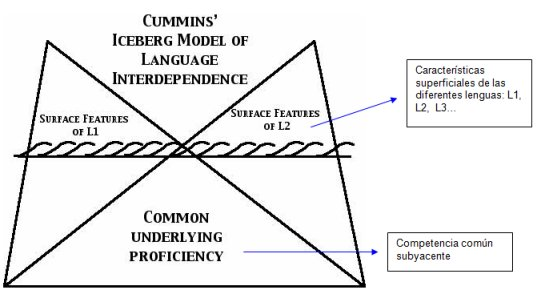 CUMMINS'
ICEBERG MODEL OF
LANGUAGE
INTERDEPENDENCE
SURFACE FEATURES
OF L1
SURFACE FEATURES
OF L2
Características
superficiales de las
diferentes lenguas: L1,
L2, L3...
COMMON
UNDERLYING
PROFICIENCY
Competencia común
subyacente